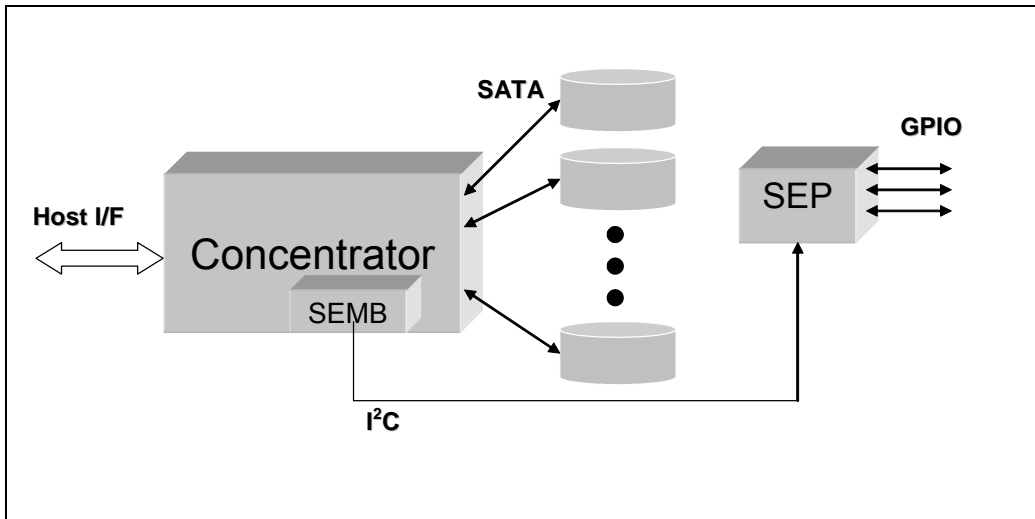 SATA
GPIO
SEP
Host I/F
Concentrator
SEMB
I²C